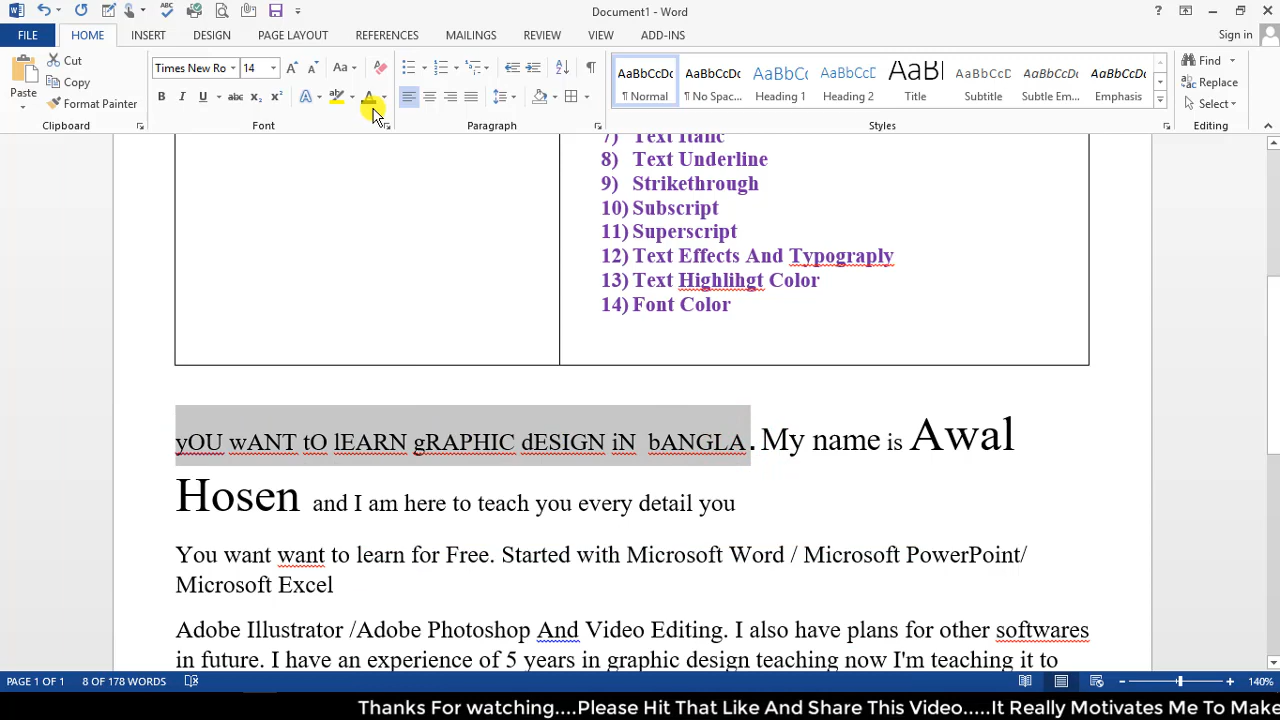 Document1 - Word
Sign in
FILE HOME INSERT DESIGN PAGE LAYOUT REFERENCES MAILINGS REVIEW VIEW ADD-INS
Paste
Cut
Copy
Format Painter
Clipboard
Times New Ro 14
Font
Paragraph
AaBbCcDc AaBbCcDc AaBbCc AaBbCc AaBl AaBbCcDc AaBbCcDc AaBbCcDc
¶ Normal ¶ No Spac... Heading 1 Heading 2 Title Subtitle Subtle Em... Emphasis
Styles
Find
Replace
Select
Editing
7) Text Italic
8) Text Underline
9) Strikethrough
10) Subscript
11) Superscript
12) Text Effects And Typograply
13) Text Highlihgt Color
14) Font Color
yOU wANT tO lEARN gRAPHIC dESIGN iN bANGLA. My name is Awal
Hosen and I am here to teach you every detail you
You want want to learn for Free. Started with Microsoft Word / Microsoft PowerPoint/
Microsoft Excel
Adobe Illustrator /Adobe Photoshop And Video Editing. I also have plans for other softwares
in future. I have an experience of 5 years in graphic design teaching now I'm teaching it to
PAGE 1 OF 1 8 OF 178 WORDS 140%
Thanks For watching....Please Hit That Like And Share This Video.....It Really Motivates Me To Make